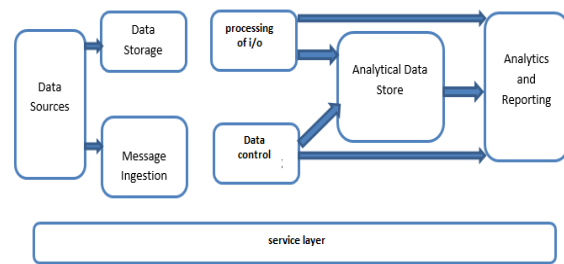 Data
Sources
Data
Storage
Message
Ingestion
processing
of i/o
Data
control
:
Analytical Data
Store
Analytics
and
Reporting
service layer